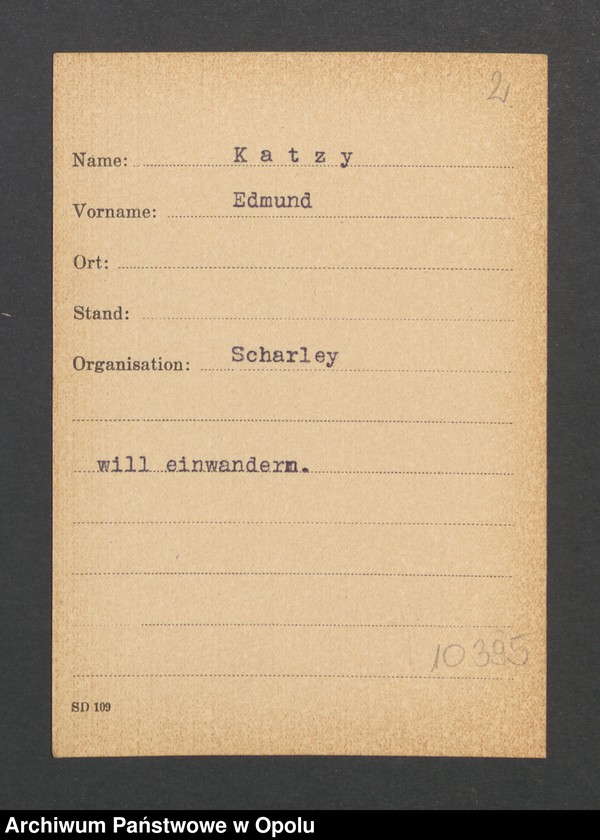 2
Name: K a t z y
Vorname: Edmund
Ort:
Stand:
Organisation: Scharley
will einwandern.
10395
SD 109
Archiwum Państwowe w Opolu